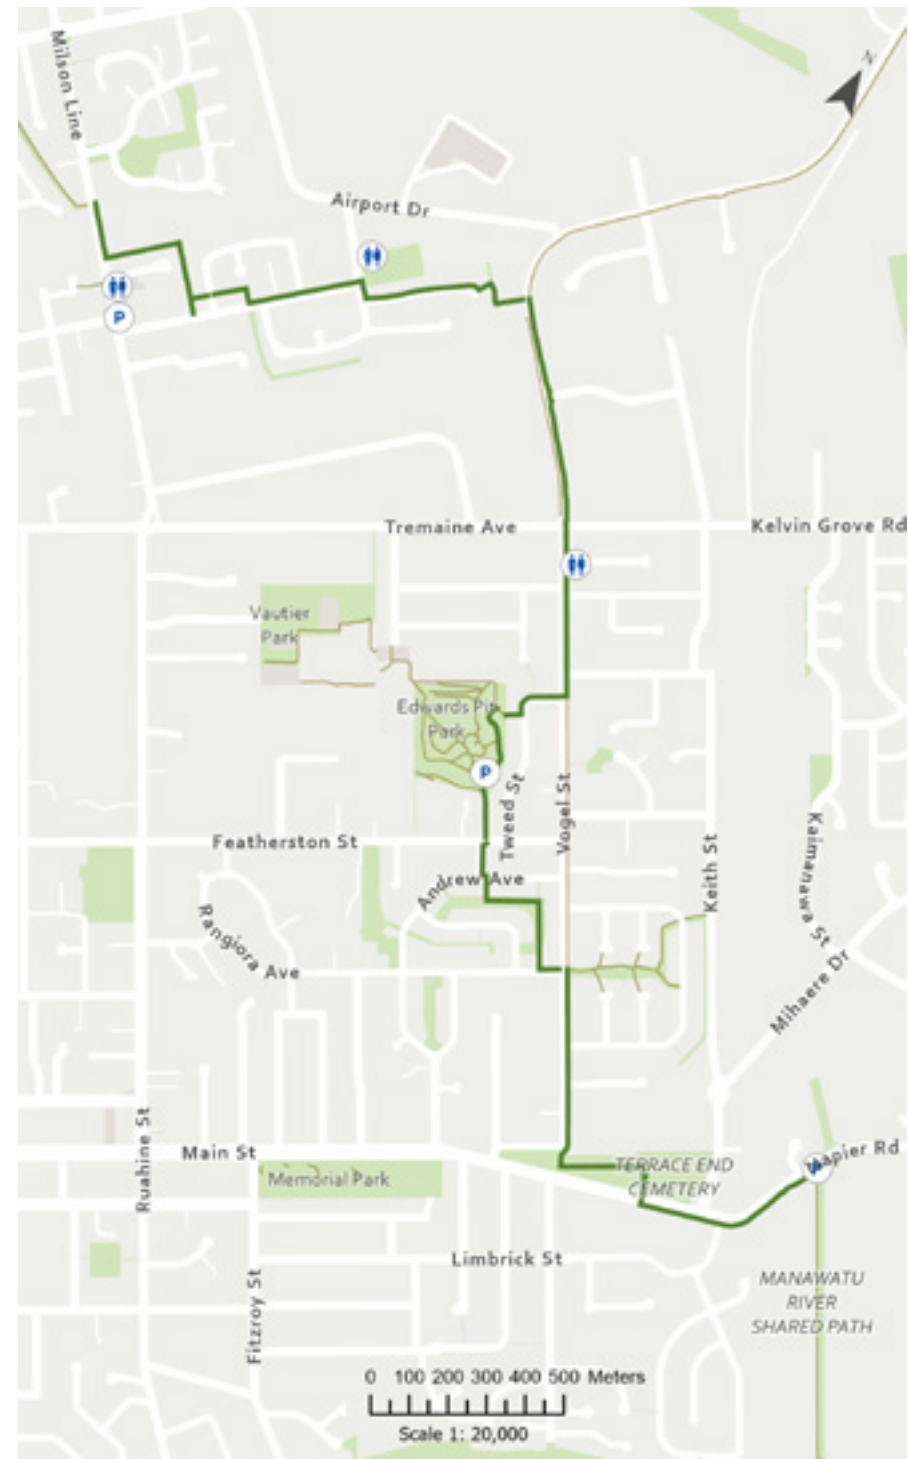 Milson Line
N
Airport Dr
P
Tremaine Ave
Kelvin Grove Rd
Vautier
Park
Edwards Pit
Park
P
Tweed St
Vogel St
Featherston St
Keith St
Kaimanawa St
Andrew Ave
Rangiora Ave
Mihaere Dr
Ruahine St
Main St
Napier Rd
P
TERRACE END
CEMETERY
Memorial Park
Limbrick St
Fitzroy St
MANAWATU
RIVER
SHARED PATH
0 100 200 300 400 500 Meters
Scale 1: 20,000